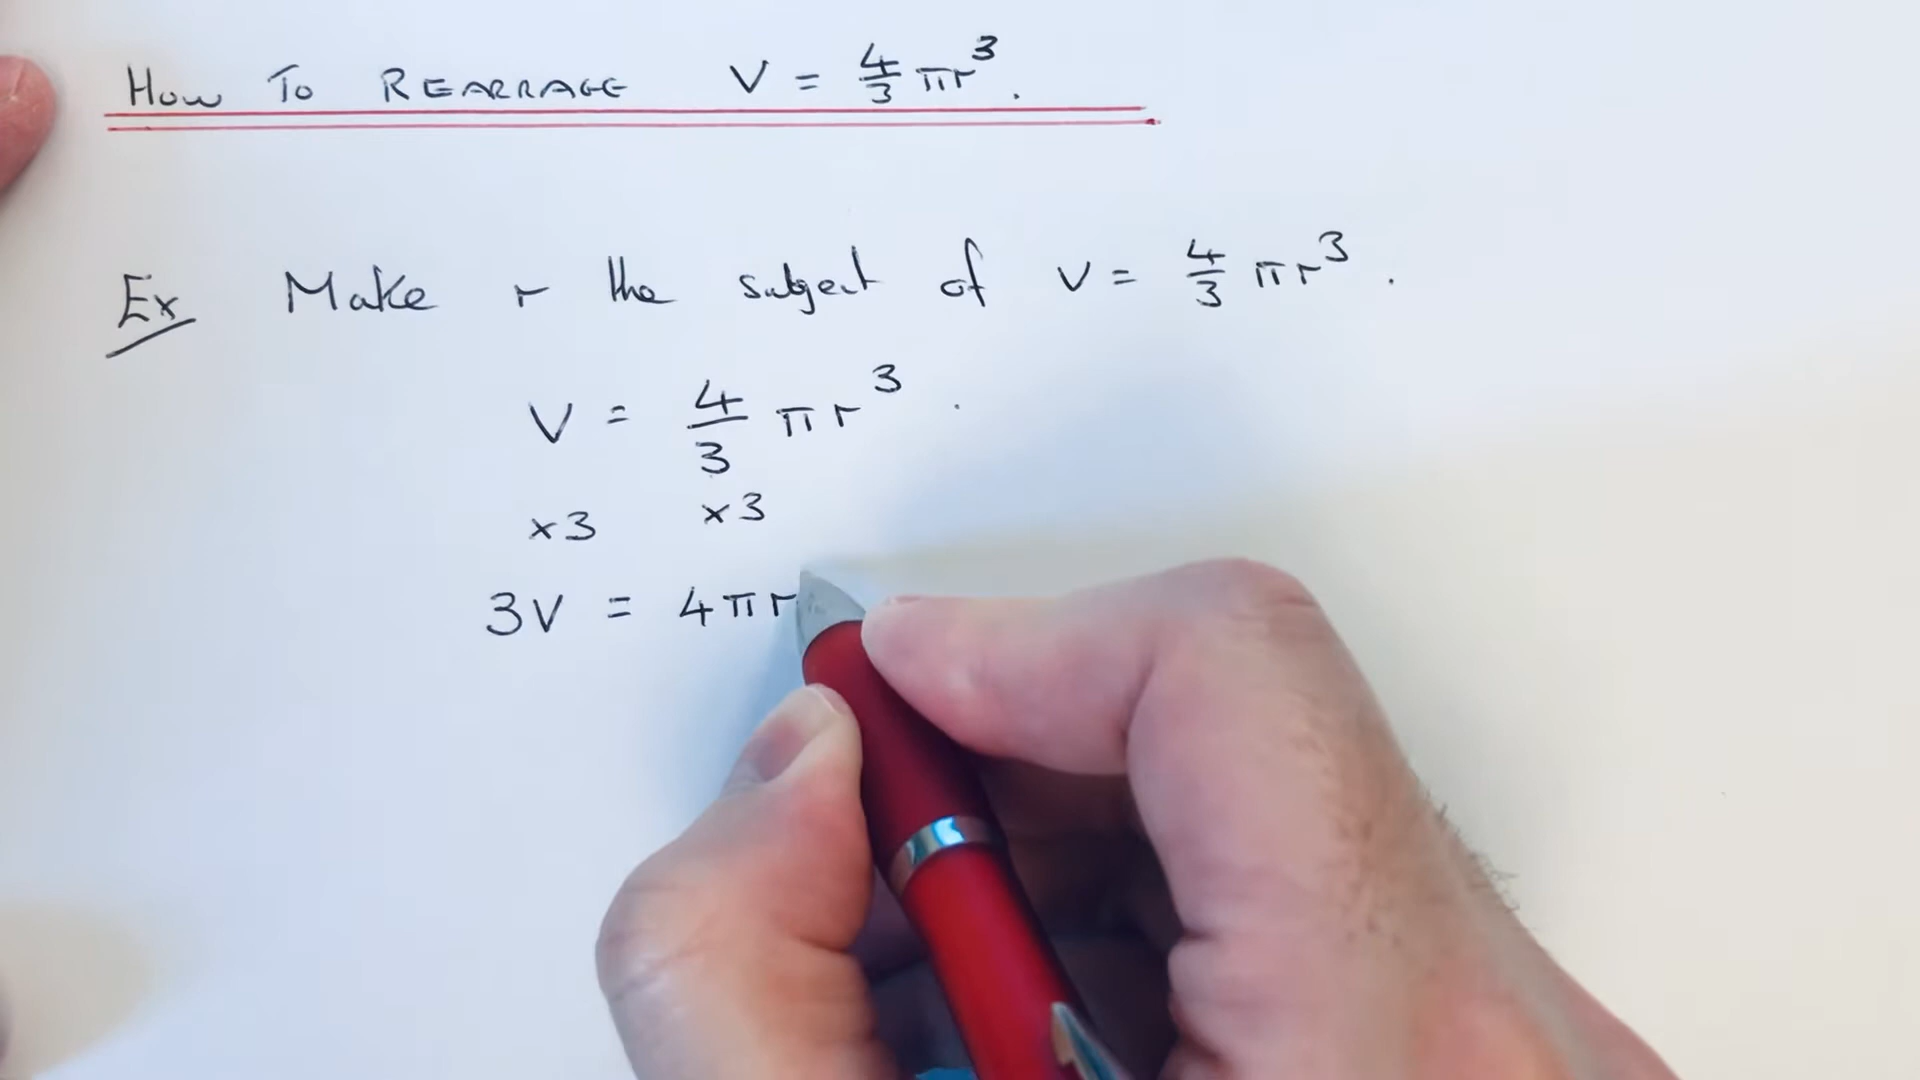 HOW TO REARRAGE V = 4/3 πr³.
Ex Make r the subject of V = 4/3 πr³.
V = 4/3 πr³.
×3 ×3
3V = 4πr